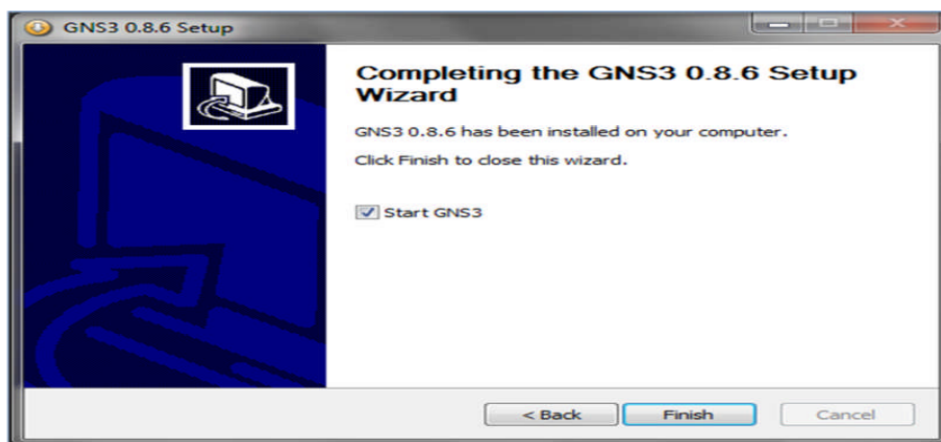 GNS3 0.8.6 Setup
Completing the GNS3 0.8.6 Setup
Wizard
GNS3 0.8.6 has been installed on your computer.
Click Finish to close this wizard.
Start GNS3
< Back Finish Cancel